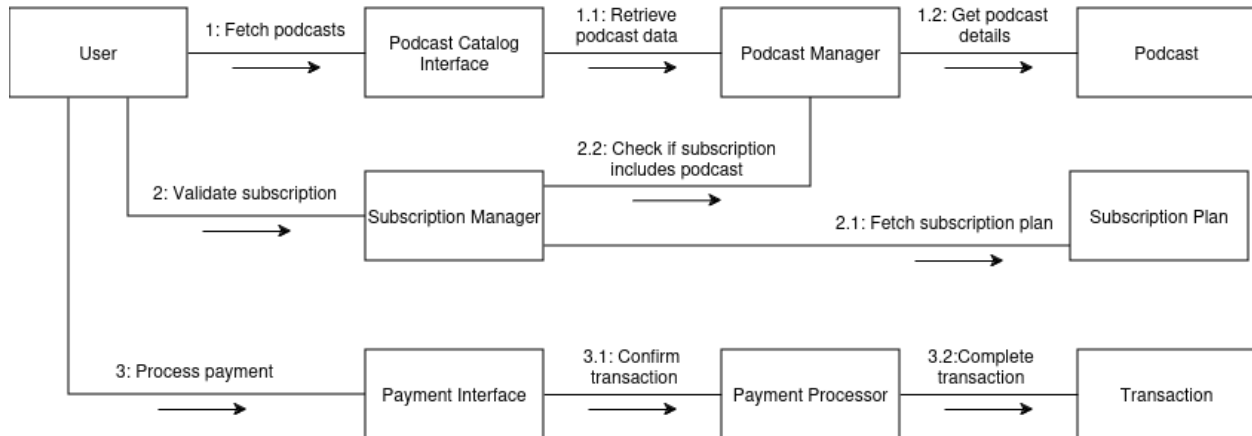 User
1: Fetch podcasts
Podcast Catalog
Interface
1.1: Retrieve
podcast data
Podcast Manager
1.2: Get podcast
details
Podcast
2: Validate subscription
Subscription Manager
2.2: Check if subscription
includes podcast
2.1: Fetch subscription plan
Subscription Plan
3: Process payment
Payment Interface
3.1: Confirm
transaction
Payment Processor
3.2:Complete
transaction
Transaction